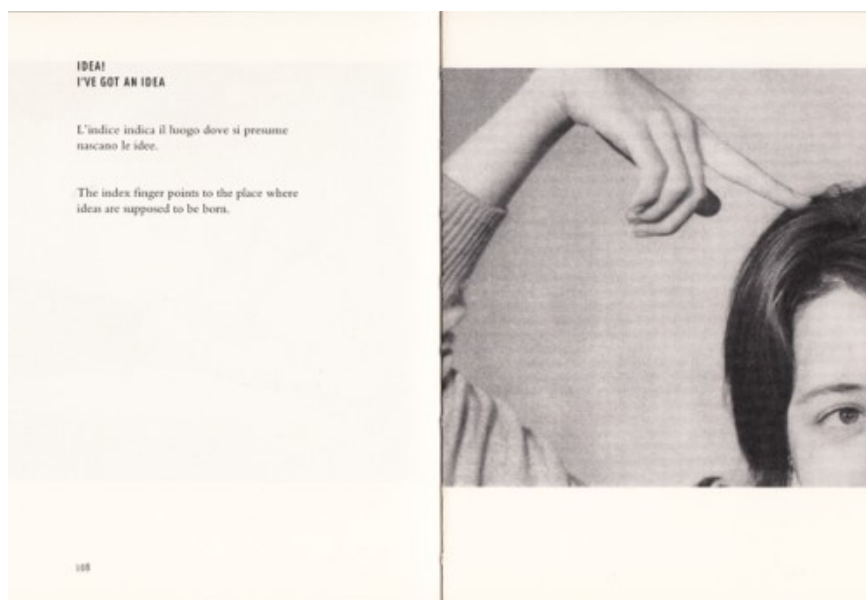 IDEA!
I'VE GOT AN IDEA
L'indice indica il luogo dove si presume
nascano le idee.
The index finger points to the place where
ideas are supposed to be born.
108